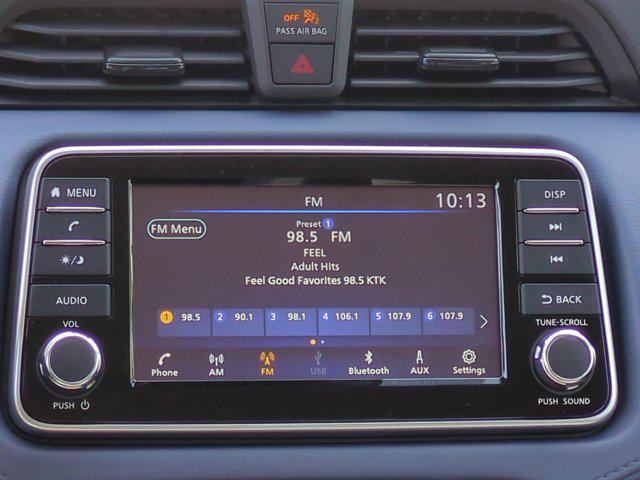 OFF 2
PASS AIR BAG
MENU
FM
10:13
DISP
FM Menu
Preset 1
98.5 FM
FEEL
Adult Hits
Feel Good Favorites 98.5 KTK
AUDIO
BACK
1 98.5 2 90.1 3 98.1 4 106.1 5 107.9 6 107.9
VOL
TUNE·SCROLL
Phone AM FM USB Bluetooth AUX Settings
PUSH
PUSH SOUND